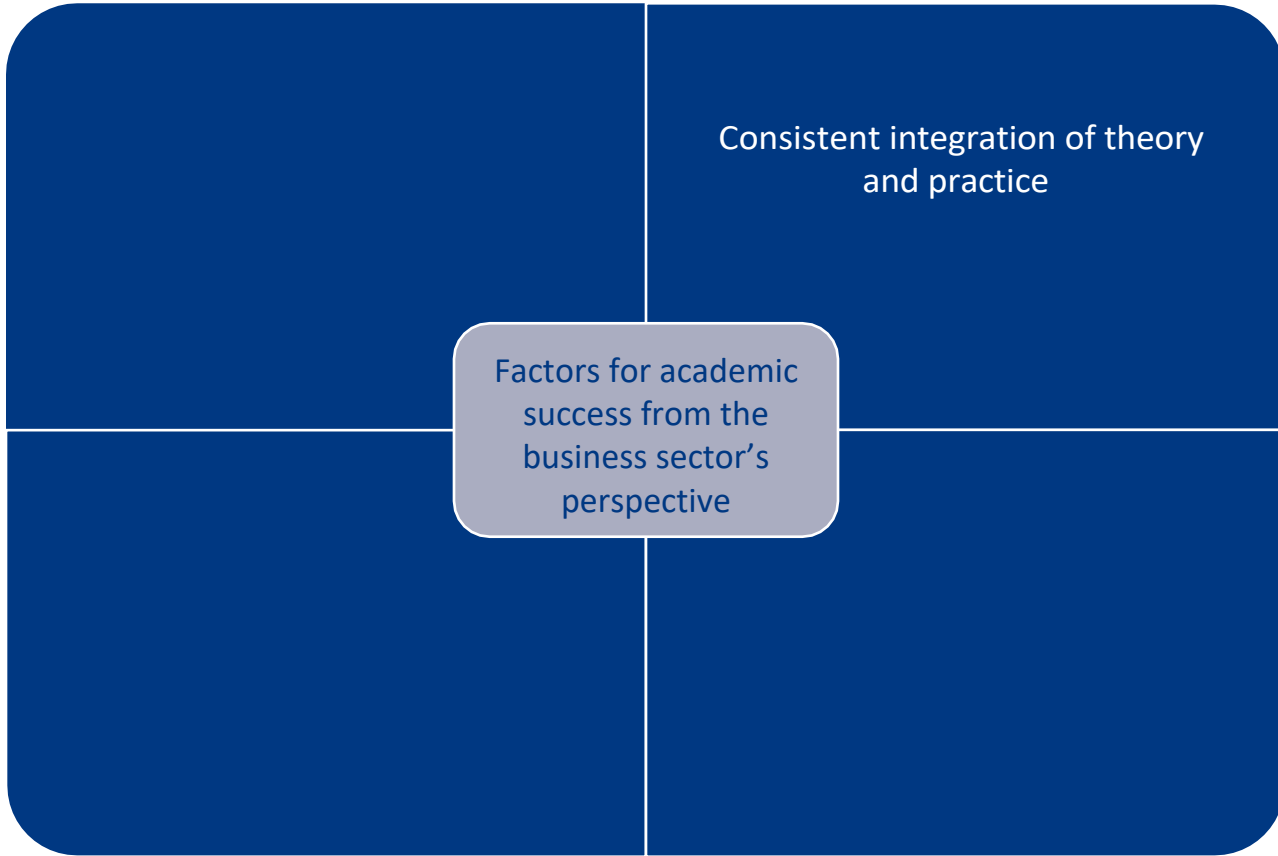 Consistent integration of theory
and practice
Factors for academic
success from the
business sector’s
perspective